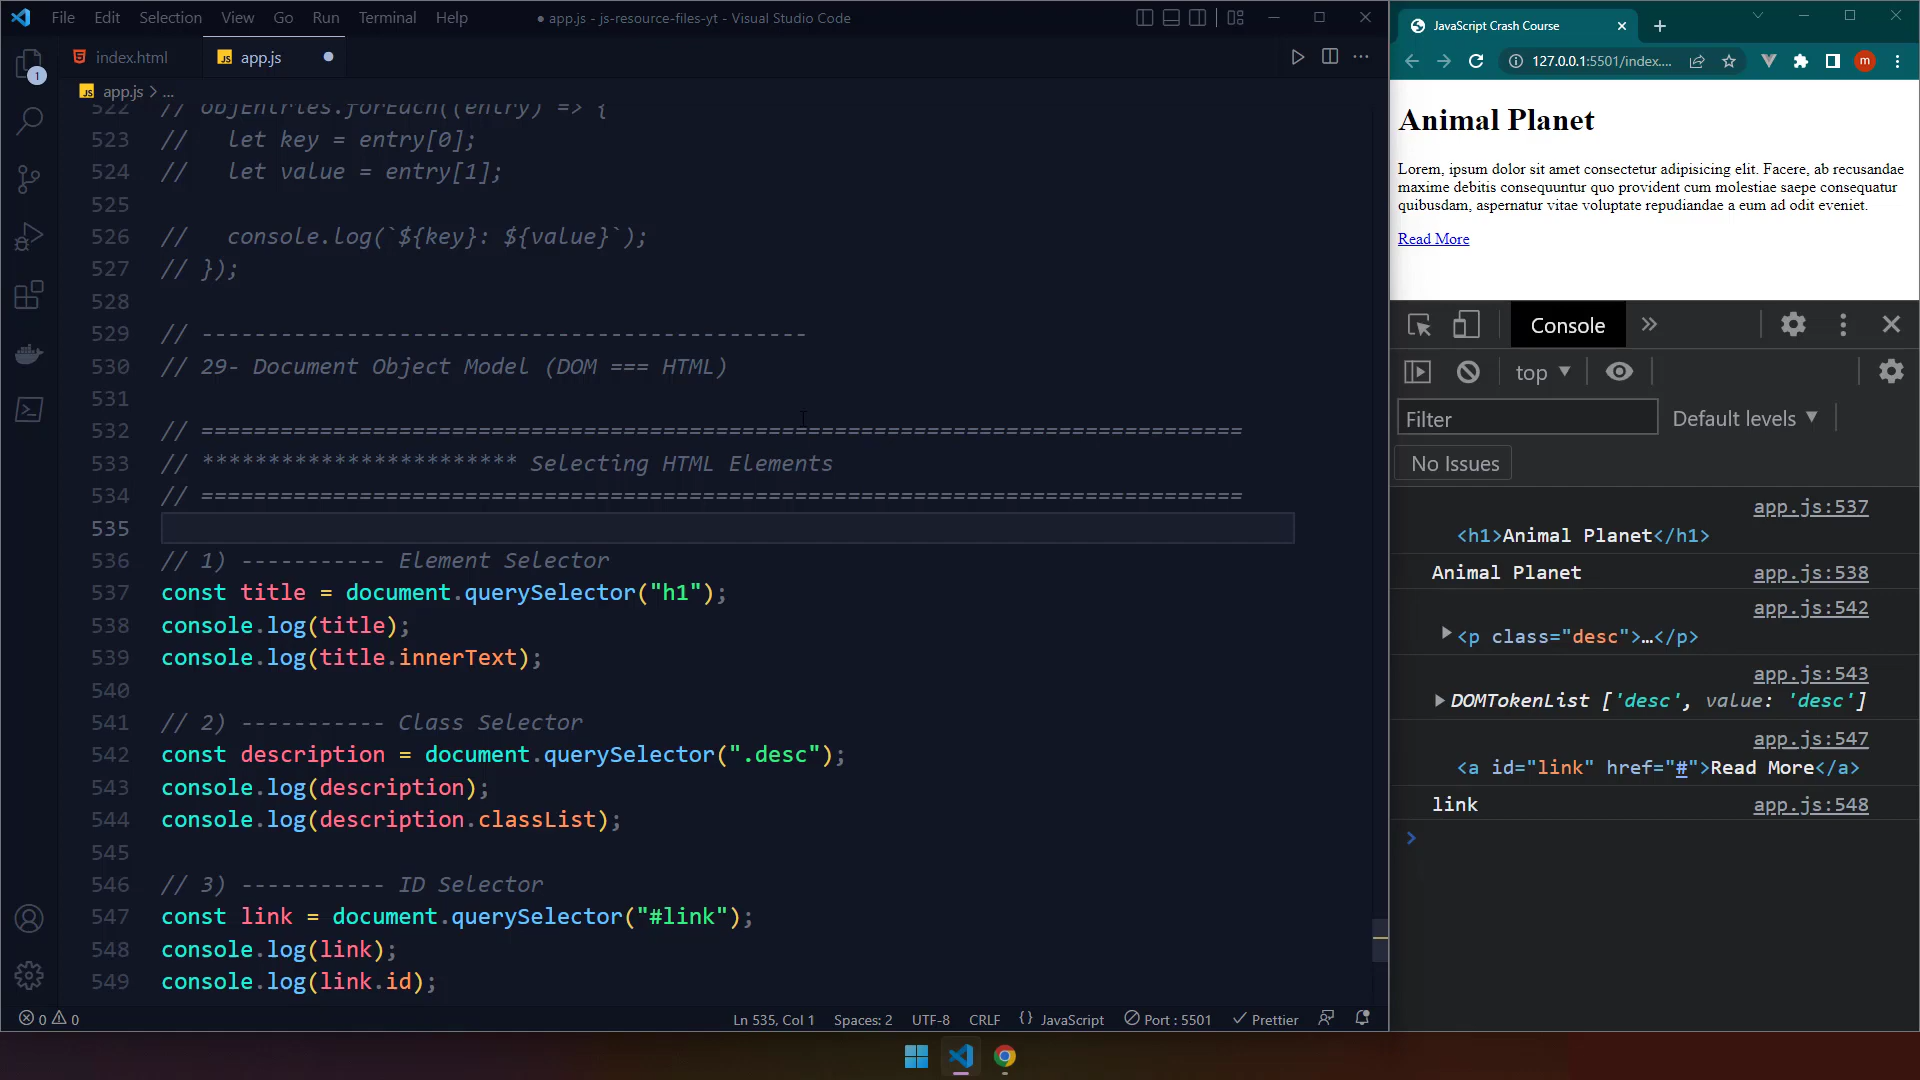 File Edit Selection View Go Run Terminal Help
● app.js - js-resource-files-yt - Visual Studio Code
index.html
JS app.js
JS app.js > ...
1
522 // objEntries.forEach((entry) => {
523 //   let key = entry[0];
524 //   let value = entry[1];
525
526 //   console.log(`${key}: ${value}`);
527 // });
528
529 // ----------------------------------------------
530 // 29- Document Object Model (DOM === HTML)
531
532 // ===============================================================================
533 // ************************ Selecting HTML Elements
534 // ===============================================================================
535
536 // 1) ----------- Element Selector
537 const title = document.querySelector("h1");
538 console.log(title);
539 console.log(title.innerText);
540
541 // 2) ----------- Class Selector
542 const description = document.querySelector(".desc");
543 console.log(description);
544 console.log(description.classList);
545
546 // 3) ----------- ID Selector
547 const link = document.querySelector("#link");
548 console.log(link);
549 console.log(link.id);
0 0
Ln 535, Col 1 Spaces: 2 UTF-8 CRLF {} JavaScript Port : 5501 Prettier
JavaScript Crash Course
127.0.0.1:5501/index....
m
Animal Planet
Lorem, ipsum dolor sit amet consectetur adipisicing elit. Facere, ab recusandae
maxime debitis consequuntur quo provident cum molestiae saepe consequatur
quibusdam, aspernatur vitae voluptate repudiandae a eum ad odit eveniet.
Read More
Console
top
Filter Default levels
No Issues
app.js:537
<h1>Animal Planet</h1>
Animal Planet app.js:538
app.js:542
<p class="desc">…</p>
app.js:543
DOMTokenList ['desc', value: 'desc']
app.js:547
<a id="link" href="#">Read More</a>
link app.js:548